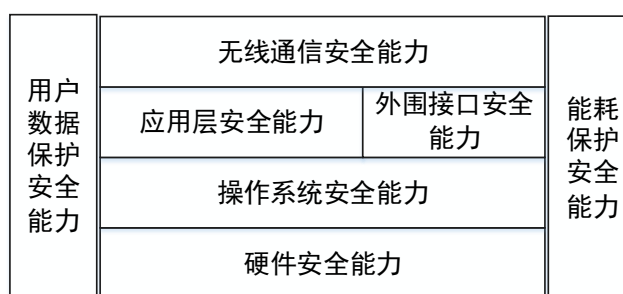 用户
数据
保护
安全
能力
无线通信安全能力
应用层安全能力
外围接口安全
能力
操作系统安全能力
硬件安全能力
能耗
保护
安全
能力